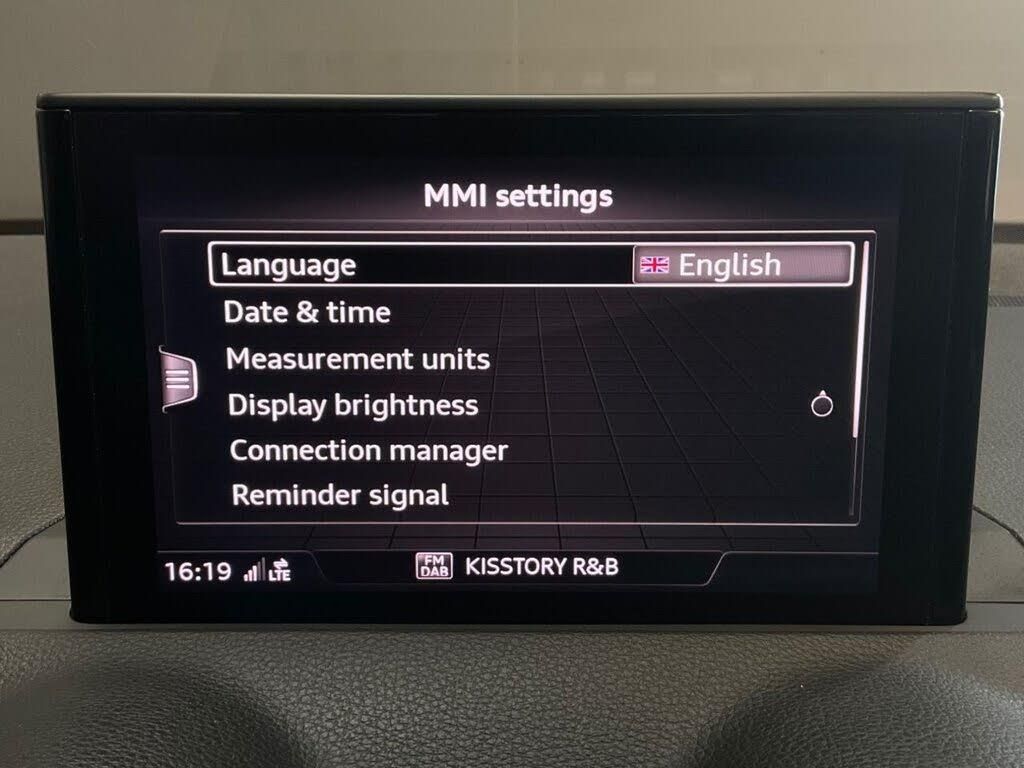 MMI settings
Language English
Date & time
Measurement units
Display brightness
Connection manager
Reminder signal
16:19 LTE FM DAB KISSTORY R&B